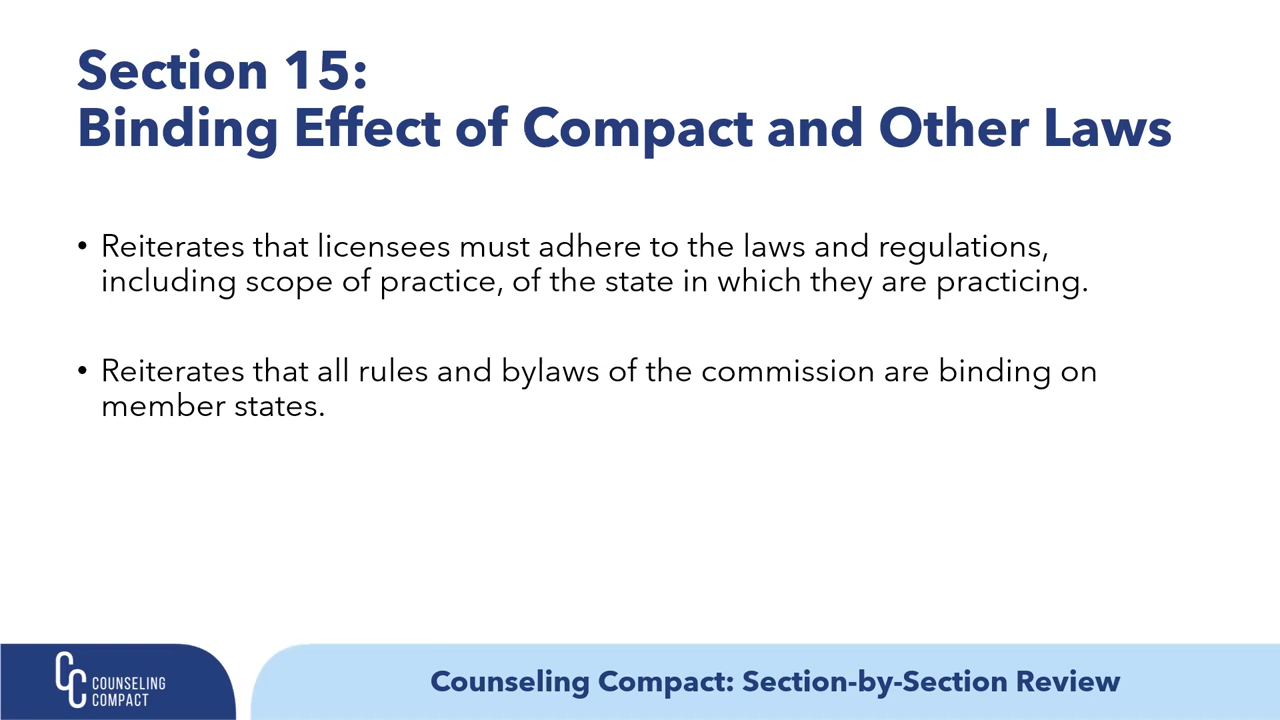 Section 15:
Binding Effect of Compact and Other Laws
• Reiterates that licensees must adhere to the laws and regulations,
including scope of practice, of the state in which they are practicing.
• Reiterates that all rules and bylaws of the commission are binding on
member states.
CC COUNSELING
COMPACT
Counseling Compact: Section-by-Section Review